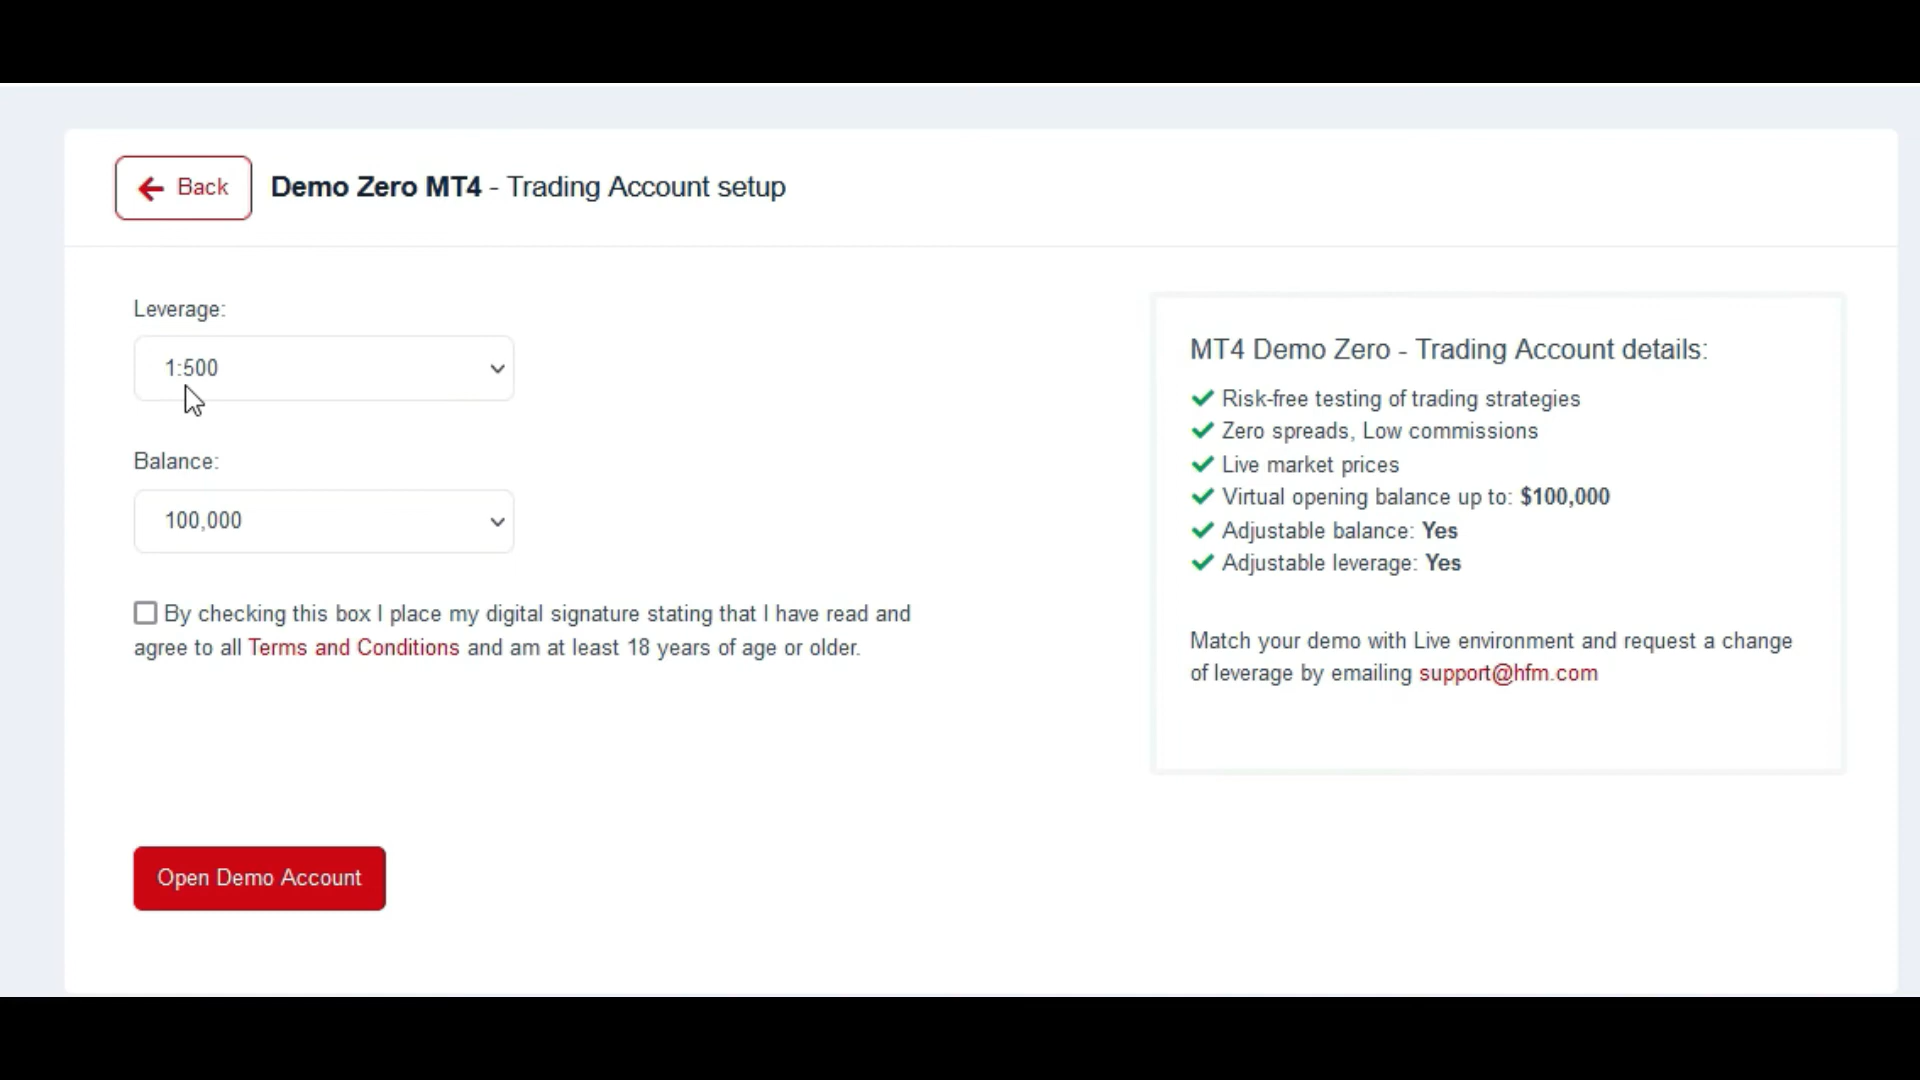 Back
Demo Zero MT4 - Trading Account setup
Leverage:
1:500
Balance:
100,000
By checking this box I place my digital signature stating that I have read and
agree to all Terms and Conditions and am at least 18 years of age or older.
Open Demo Account
MT4 Demo Zero - Trading Account details:
Risk-free testing of trading strategies
Zero spreads, Low commissions
Live market prices
Virtual opening balance up to: $100,000
Adjustable balance: Yes
Adjustable leverage: Yes
Match your demo with Live environment and request a change
of leverage by emailing support@hfm.com